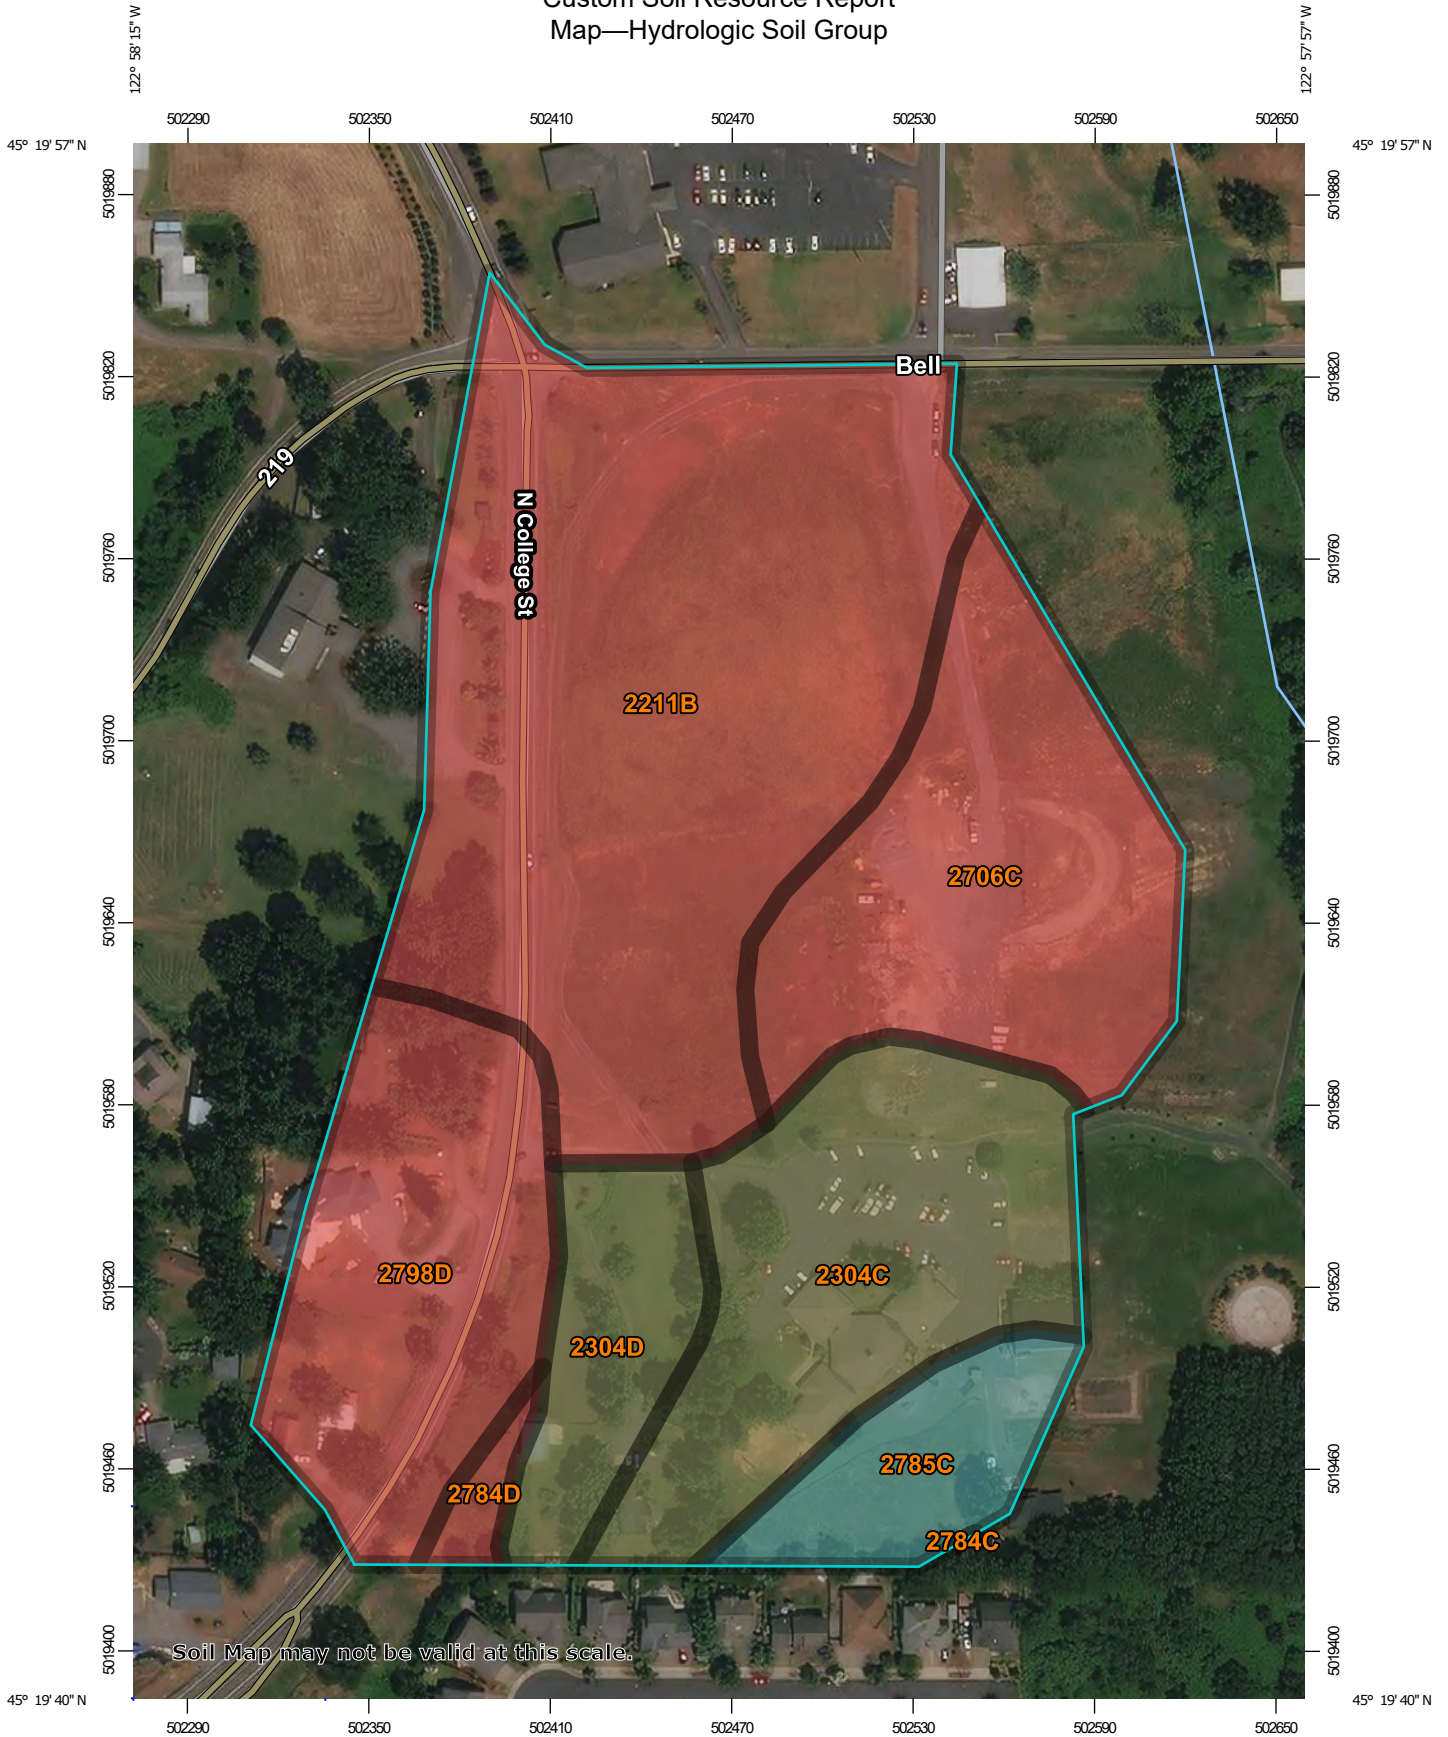 Custom Soil Resource Report
Map—Hydrologic Soil Group
122° 58' 15" W
122° 57' 57" W
502290 502350 502410 502470 502530 502590 502650
45° 19' 57" N
45° 19' 57" N
5019880
5019880
5019820
5019820
Bell
219
N College St
5019760
5019760
2211B
5019700
5019700
2706C
5019640
5019640
5019580
5019580
2798D
2304C
5019520
5019520
2304D
2785C
5019460
5019460
2784D
2784C
5019400
5019400
Soil Map may not be valid at this scale.
45° 19' 40" N
45° 19' 40" N
502290 502350 502410 502470 502530 502590 502650